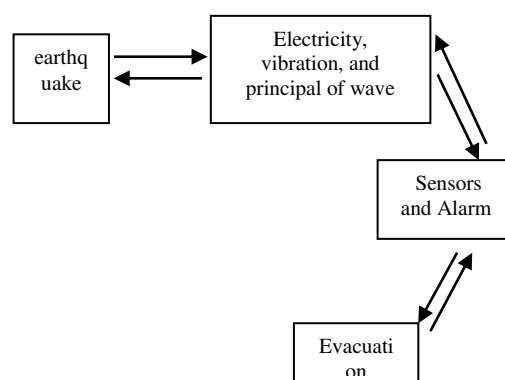 earthq
uake
Electricity,
vibration, and
principal of wave
Sensors
and Alarm
Evacuati
on